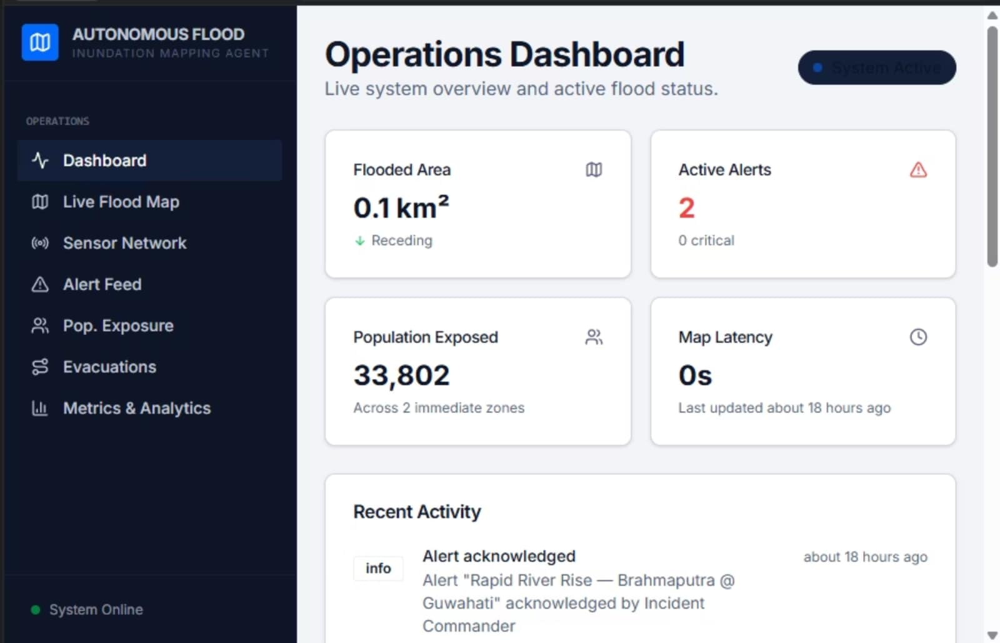 AUTONOMOUS FLOOD
INUNDATION MAPPING AGENT
OPERATIONS
Dashboard
Live Flood Map
Sensor Network
Alert Feed
Pop. Exposure
Evacuations
Metrics & Analytics
System Online
Operations Dashboard
Live system overview and active flood status.
System Active
Flooded Area
0.1 km²
↓ Receding
Active Alerts
2
0 critical
Population Exposed
33,802
Across 2 immediate zones
Map Latency
0s
Last updated about 18 hours ago
Recent Activity
info
Alert acknowledged
about 18 hours ago
Alert "Rapid River Rise — Brahmaputra @
Guwahati" acknowledged by Incident
Commander